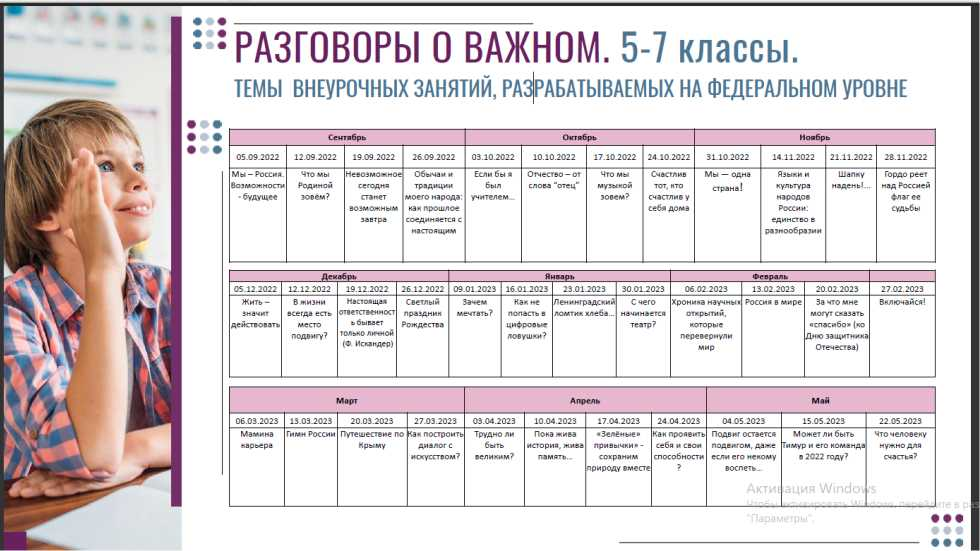 РАЗГОВОРЫ О ВАЖНОМ. 5-7 классы.
ТЕМЫ ВНЕУРОЧНЫХ ЗАНЯТИЙ, РАЗРАБАТЫВАЕМЫХ НА ФЕДЕРАЛЬНОМ УРОВНЕ
Сентябрь Октябрь Ноябрь
05.09.2022 12.09.2022 19.09.2022 26.09.2022 03.10.2022 10.10.2022 17.10.2022 24.10.2022 31.10.2022 14.11.2022 21.11.2022 28.11.2022
Мы – Россия. Что мы Невозможное Обычаи и Если бы я Отчество – от Что мы Счастлив Мы — одна Языки и Шапку Гордо реет
Возможности Родиной сегодня традиции был слова "отец" музыкой тот, кто страна! культура надень!... над Россией
- будущее зовём? станет моего народа: учителем... зовем? счастлив у народов флаг ее
возможным как прошлое себя дома России: судьбы
завтра соединяется с единство в
настоящим разнообразии
Декабрь Январь Февраль
05.12.2022 12.12.2022 19.12.2022 26.12.2022 09.01.2023 16.01.2023 23.01.2023 30.01.2023 06.02.2023 13.02.2023 20.02.2023 27.02.2023
Жить – В жизни Настоящая Светлый Зачем Как не Ленинградский С чего Хроника научных Россия в мире За что мне Включайся!
значит всегда есть ответственност праздник мечтать? попасть в ломтик хлеба... начинается открытий, могут сказать
действовать место ь бывает Рождества цифровые театр? которые «спасибо» (ко
подвигу? только личной ловушки? перевернули Дню защитника
(Ф. Искандер) мир Отечества)
Март Апрель Май
06.03.2023 13.03.2023 20.03.2023 27.03.2023 03.04.2023 10.04.2023 17.04.2023 24.04.2023 04.05.2023 15.05.2023 22.05.2023
Мамина Гимн России Путешествие по Как построить Трудно ли Пока жива «Зелёные» Как проявить Подвиг остается Может ли быть Что человеку
карьера Крыму диалог с быть история, жива привычки» - себя и свои подвигом, даже Тимур и его команда нужно для
искусством? великим? память... сохраним способности если его некому в 2022 году? счастья?
природу вместе ? воспеть...
Активация Windows
Чтобы активировать Windows, перейдите в раз
"Параметры".